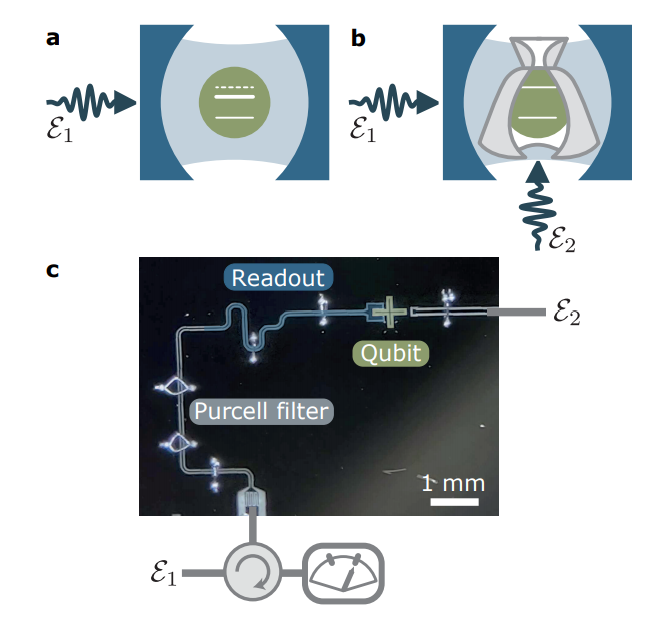 a
b
ℰ₁
ℰ₁
ℰ₂
c
Readout
ℰ₂
Qubit
Purcell filter
1 mm
ℰ₁